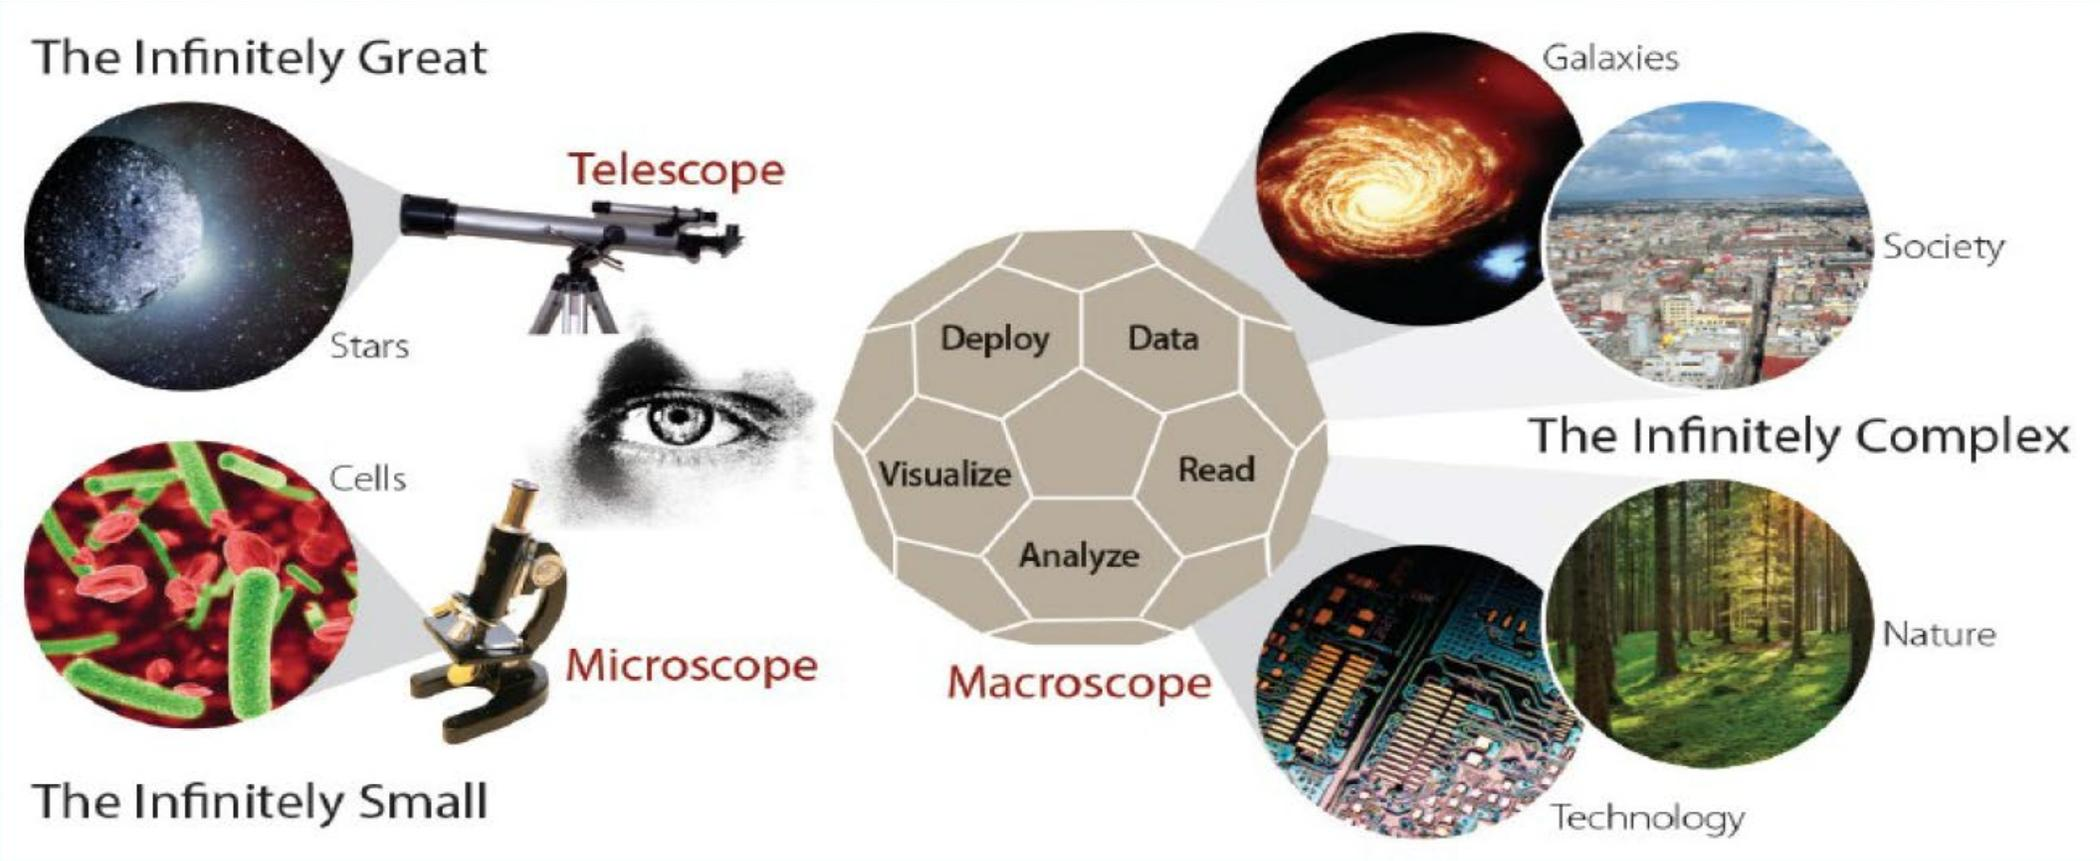 The Infinitely Great
Telescope
Stars
Cells
Microscope
The Infinitely Small
Deploy
Data
Visualize
Read
Analyze
Macroscope
Galaxies
Society
The Infinitely Complex
Nature
Technology